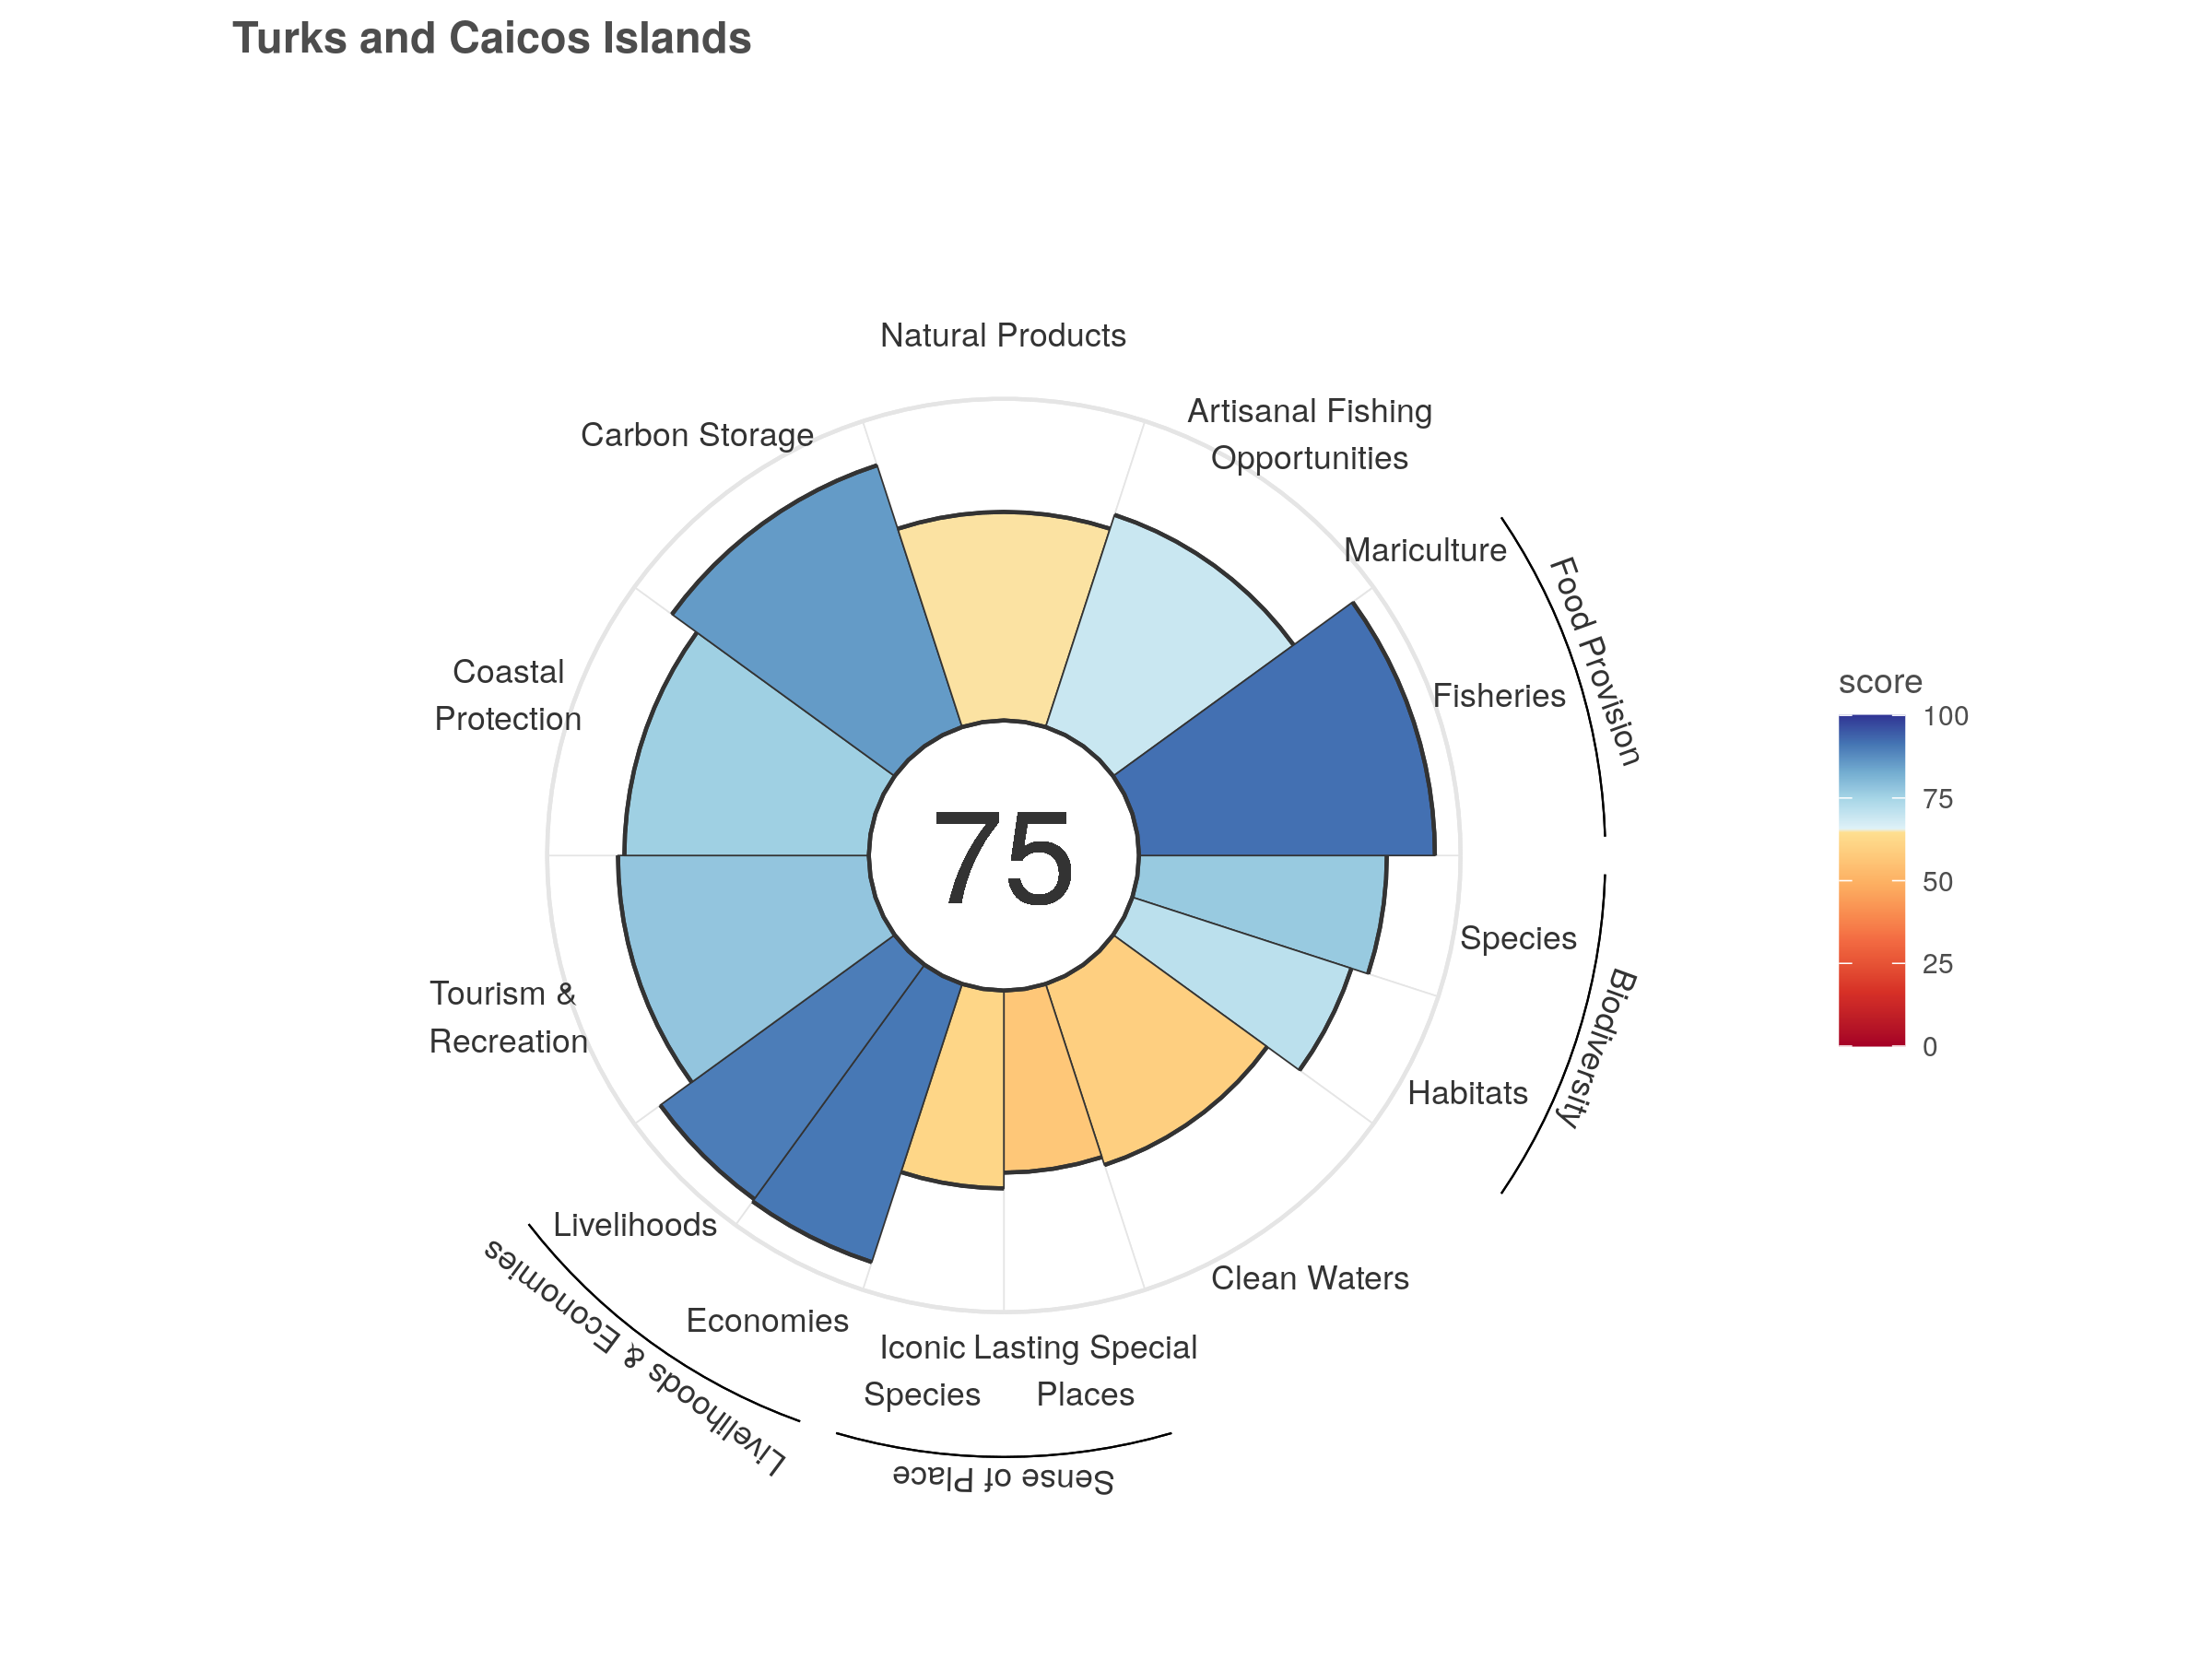 Turks and Caicos Islands
Natural Products
Artisanal Fishing
Opportunities
Carbon Storage
Mariculture
Food Provision
Fisheries
Coastal
Protection
score
100
75
50
25
0
75
Species
Biodiversity
Habitats
Tourism &
Recreation
Livelihoods
Livelihoods & Economies
Economies
Clean Waters
Iconic
Species
Lasting Special
Places
Sense of Place